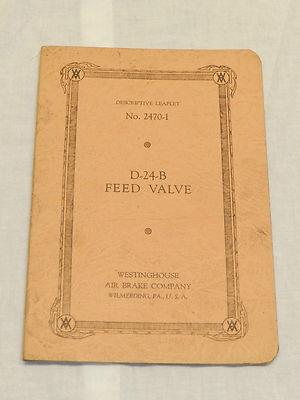 DESCRIPTIVE LEAFLET
No. 2470-1
D-24-B
FEED VALVE
WESTINGHOUSE
AIR BRAKE COMPANY
WILMERDING, PA., U. S. A.